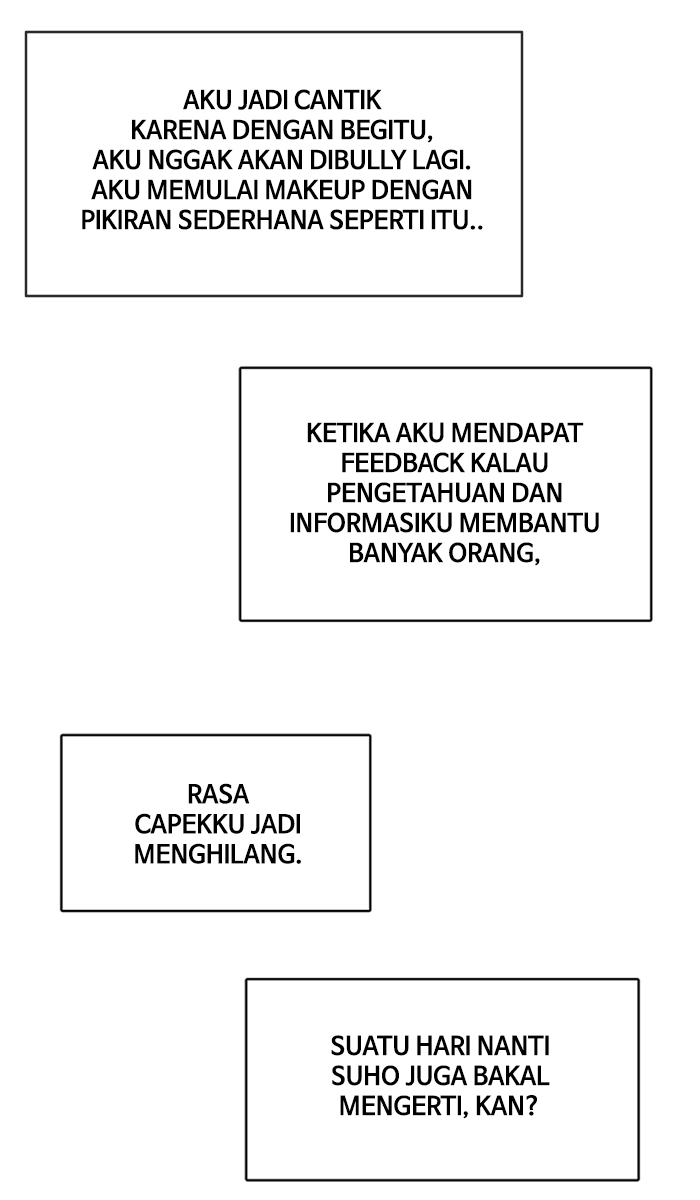 AKU JADI CANTIK
KARENA DENGAN BEGITU,
AKU NGGAK AKAN DIBULLY LAGI.
AKU MEMULAI MAKEUP DENGAN
PIKIRAN SEDERHANA SEPERTI ITU..
KETIKA AKU MENDAPAT
FEEDBACK KALAU
PENGETAHUAN DAN
INFORMASIKU MEMBANTU
BANYAK ORANG,
RASA
CAPEKKU JADI
MENGHILANG.
SUATU HARI NANTI
SUHO JUGA BAKAL
MENGERTI, KAN?